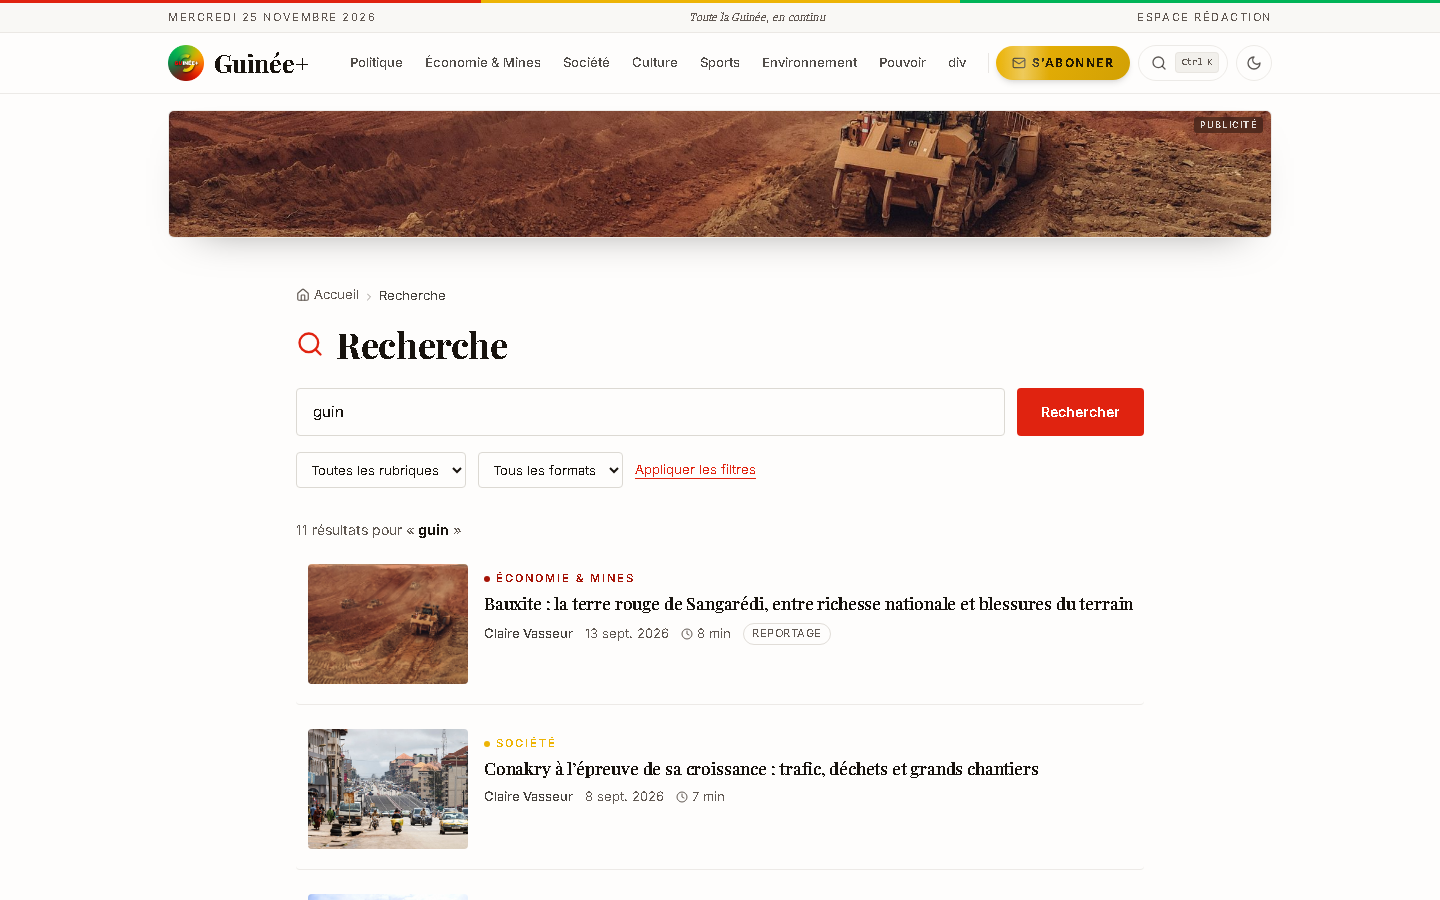 MERCREDI 25 NOVEMBRE 2026
Toute la Guinée, en continu
ESPACE RÉDACTION
Guinée+
Politique
Économie & Mines
Société
Culture
Sports
Environnement
Pouvoir
div
S'ABONNER
Ctrl K
PUBLICITÉ
Accueil › Recherche
Recherche
guin
Rechercher
Toutes les rubriques
Tous les formats
Appliquer les filtres
11 résultats pour « guin »
ÉCONOMIE & MINES
Bauxite : la terre rouge de Sangarédi, entre richesse nationale et blessures du terrain
Claire Vasseur 13 sept. 2026 8 min REPORTAGE
SOCIÉTÉ
Conakry à l’épreuve de sa croissance : trafic, déchets et grands chantiers
Claire Vasseur 8 sept. 2026 7 min